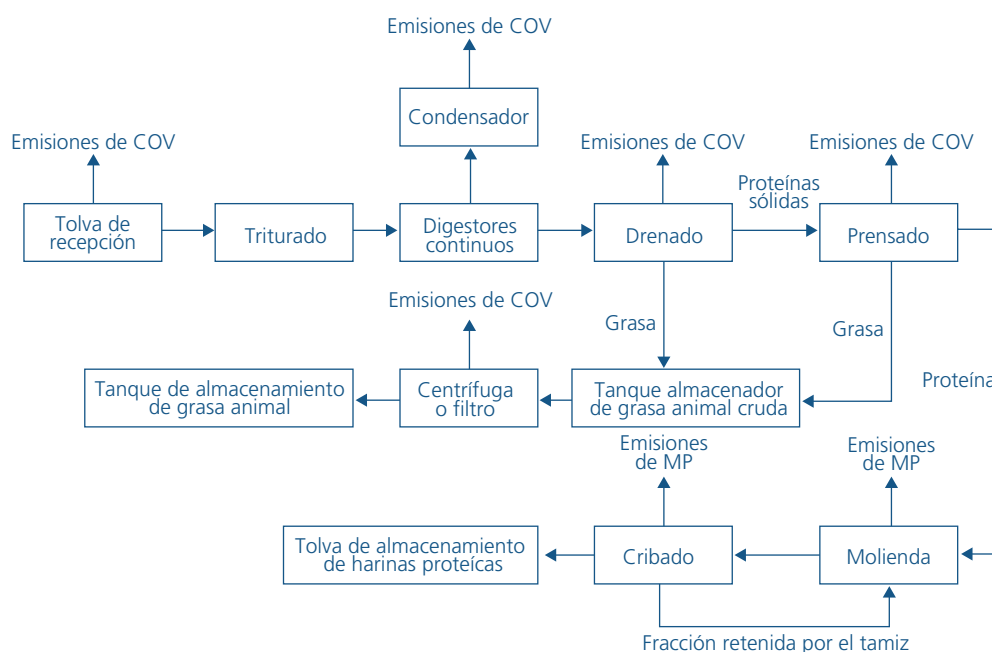 Emisiones de COV
Condensador
Emisiones de COV
Emisiones de COV
Emisiones de COV
Tolva de
recepción
Triturado
Digestores
continuos
Drenado
Proteínas
sólidas
Prensado
Emisiones de COV
Grasa
Grasa
Tanque de almacenamiento
de grasa animal
Centrífuga
o filtro
Tanque almacenador
de grasa animal cruda
Proteína
Emisiones
de MP
Emisiones
de MP
Tolva de almacenamiento
de harinas proteícas
Cribado
Molienda
Fracción retenida por el tamiz